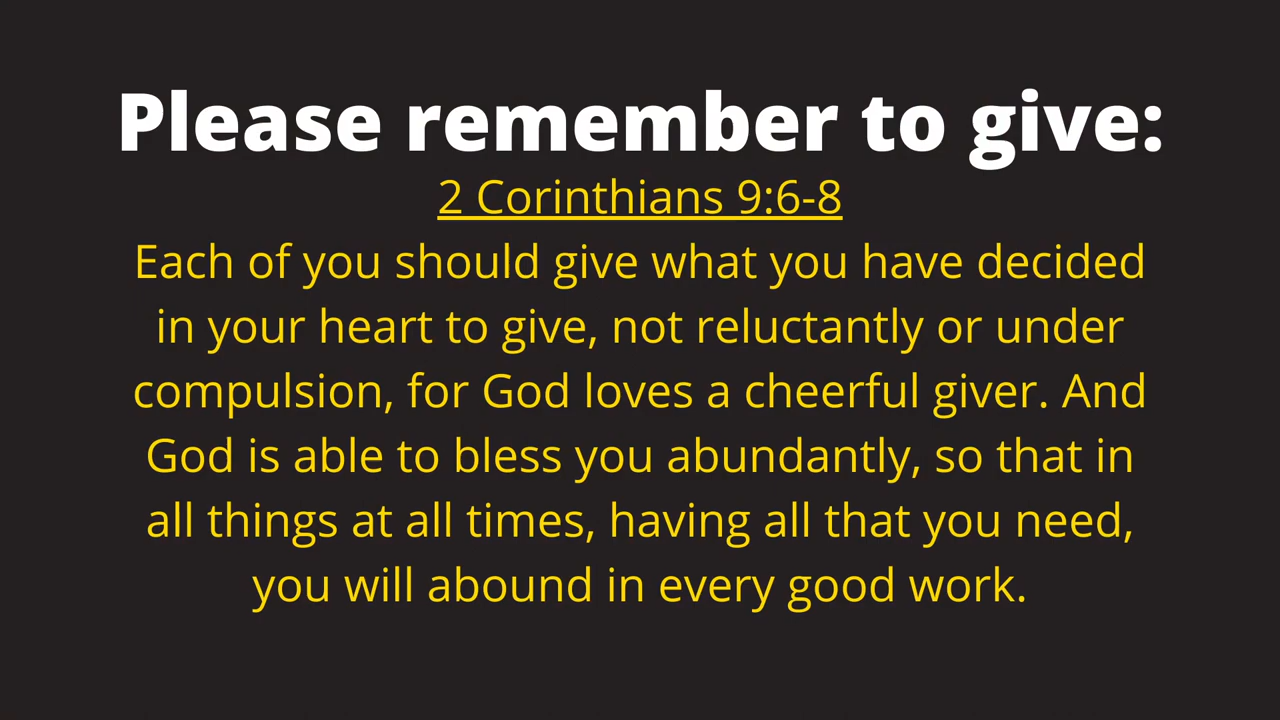 Please remember to give:
2 Corinthians 9:6-8
Each of you should give what you have decided
in your heart to give, not reluctantly or under
compulsion, for God loves a cheerful giver. And
God is able to bless you abundantly, so that in
all things at all times, having all that you need,
you will abound in every good work.